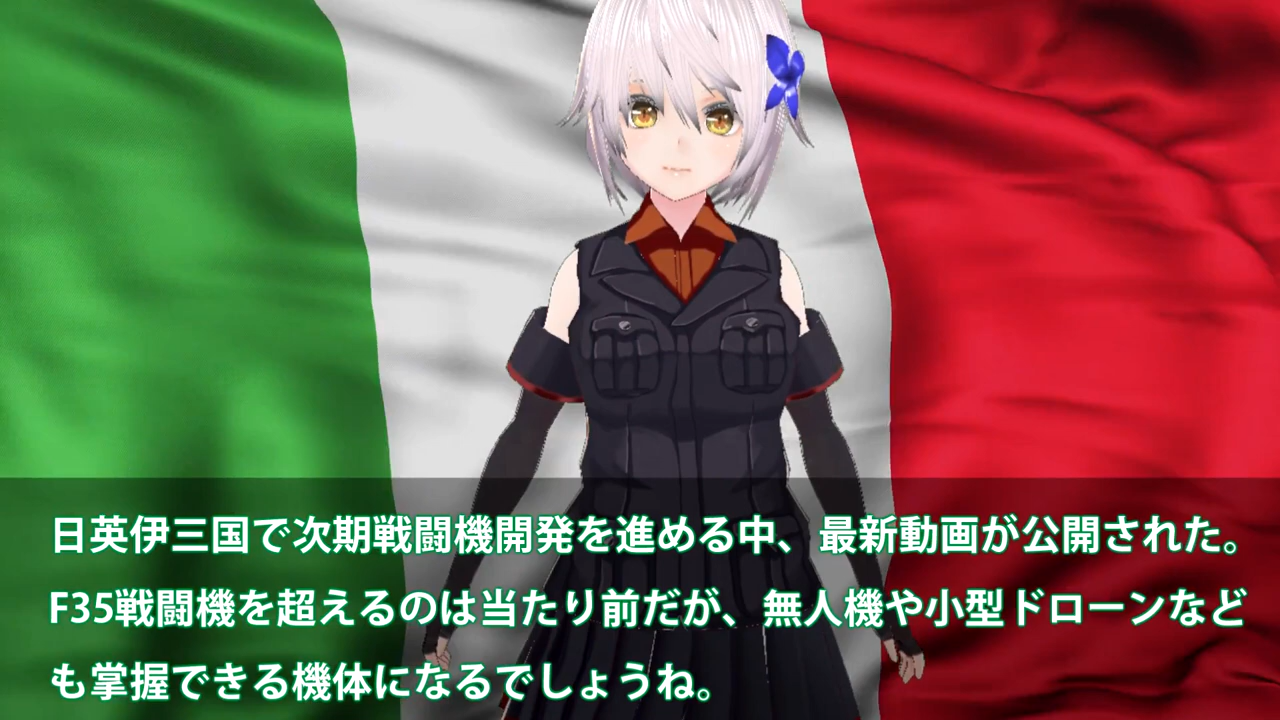 日英伊三国で次期戦闘機開発を進める中、最新動画が公開された。
F35戦闘機を超えるのは当たり前だが、無人機や小型ドローンなど
も掌握できる機体になるでしょうね。